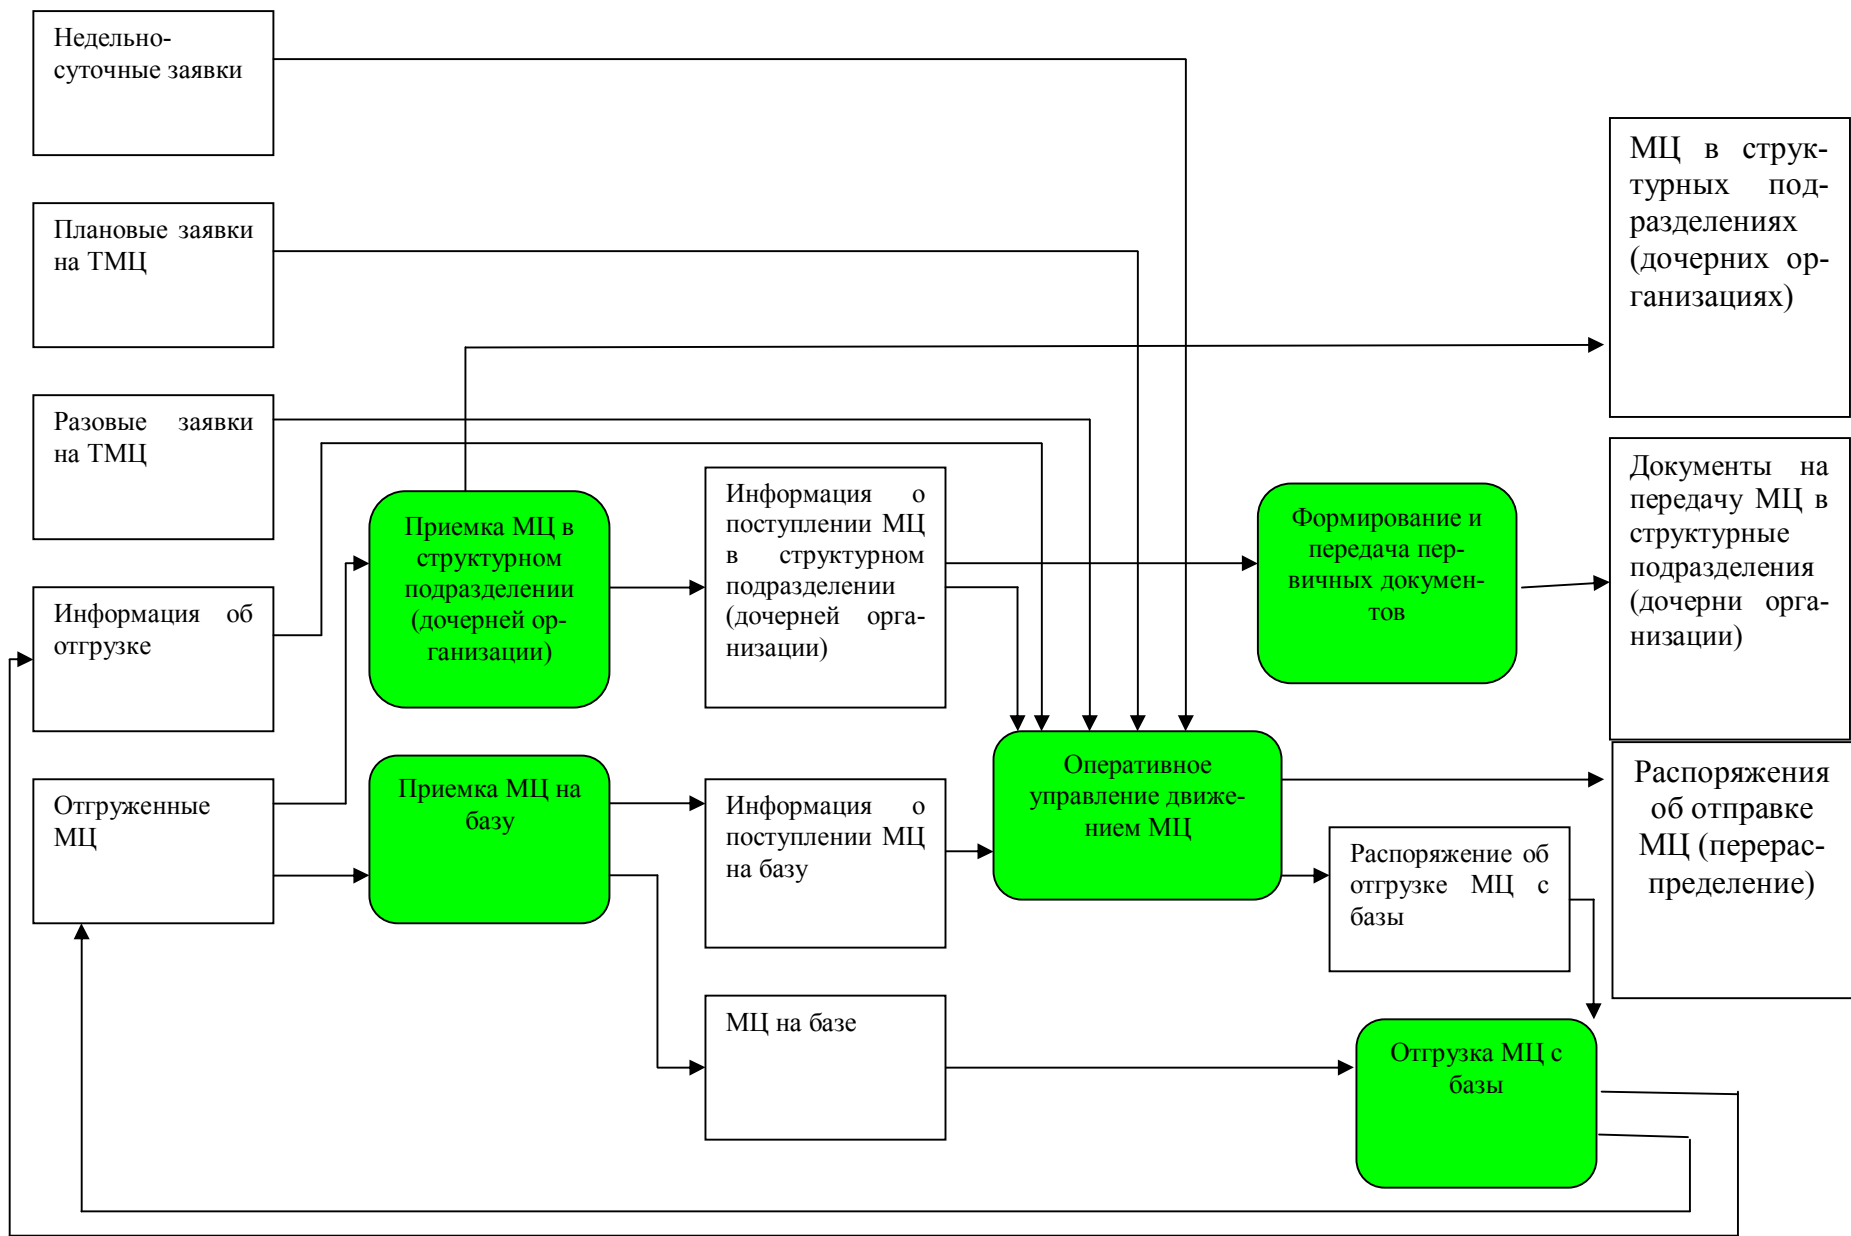 Недельно-
суточные заявки
Плановые заявки
на ТМЦ
Разовые заявки
на ТМЦ
Информация об
отгрузке
Отгруженные
МЦ
Приемка МЦ в
структурном
подразделении
(дочерней ор-
ганизации)
Приемка МЦ на
базу
Информация о
поступлении МЦ
в структурном
подразделении
(дочерней орга-
низации)
Информация о
поступлении МЦ
на базу
МЦ на базе
Оперативное
управление движе-
нием МЦ
Формирование и
передача пер-
вичных докумен-
тов
Распоряжение об
отгрузке МЦ с
базы
Отгрузка МЦ с
базы
МЦ в струк-
турных под-
разделениях
(дочерних ор-
ганизациях)
Документы на
передачу МЦ в
структурные
подразделения
(дочерни орга-
низации)
Распоряжения
об отправке
МЦ (перерас-
пределение)